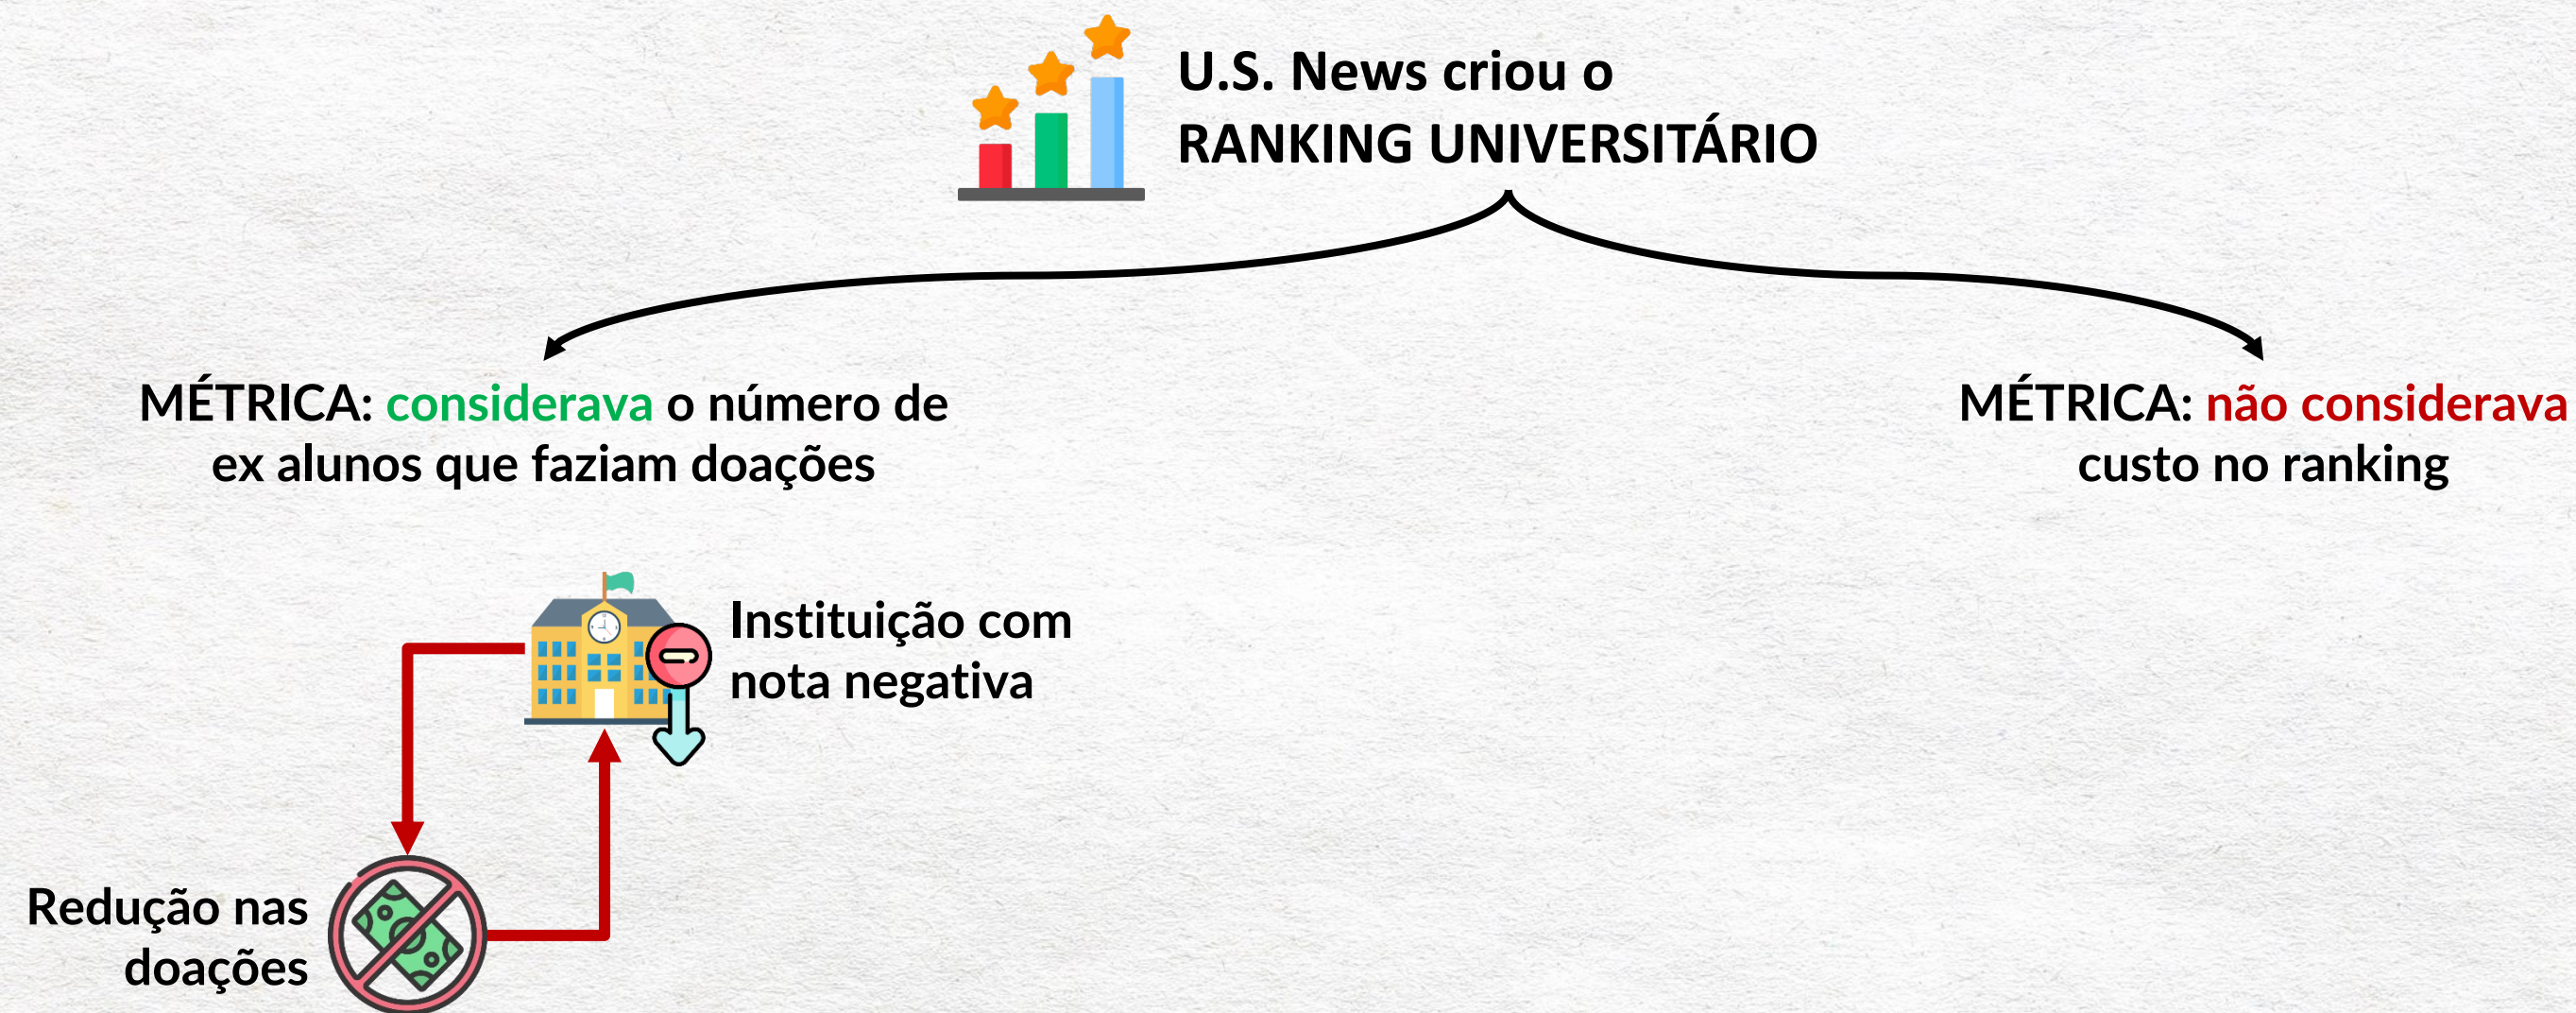 U.S. News criou o
RANKING UNIVERSITÁRIO
MÉTRICA: considerava o número de
ex alunos que faziam doações
MÉTRICA: não considerava
custo no ranking
Instituição com
nota negativa
Redução nas
doações